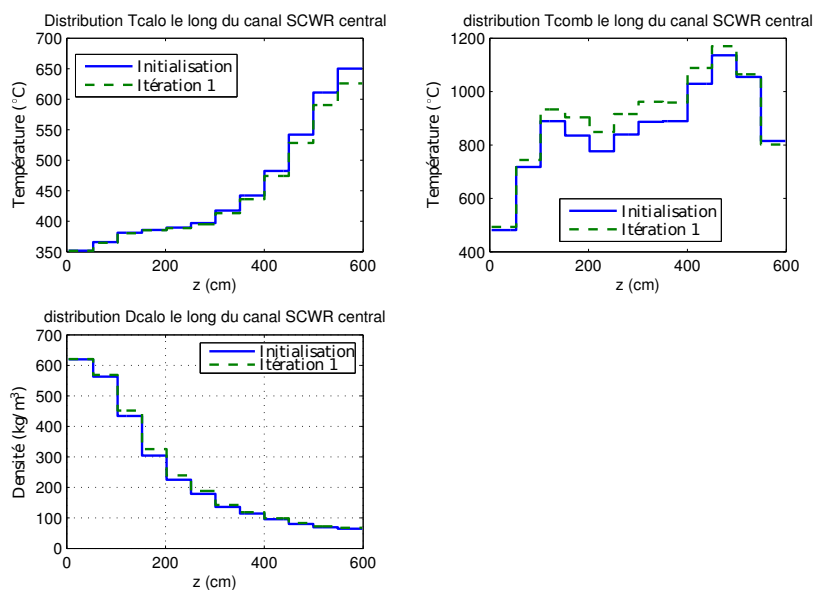 Distribution Tcalo le long du canal SCWR central
700
650
600
550
500
450
400
350
Température (°C)
Initialisation
Itération 1
0
200
400
600
z (cm)
distribution Tcomb le long du canal SCWR central
1200
1000
800
600
400
Température (°C)
Initialisation
Itération 1
0
200
400
600
z (cm)
distribution Dcalo le long du canal SCWR central
700
600
500
400
300
200
100
0
Densité (kg/m³)
Initialisation
Itération 1
0
200
400
600
z (cm)